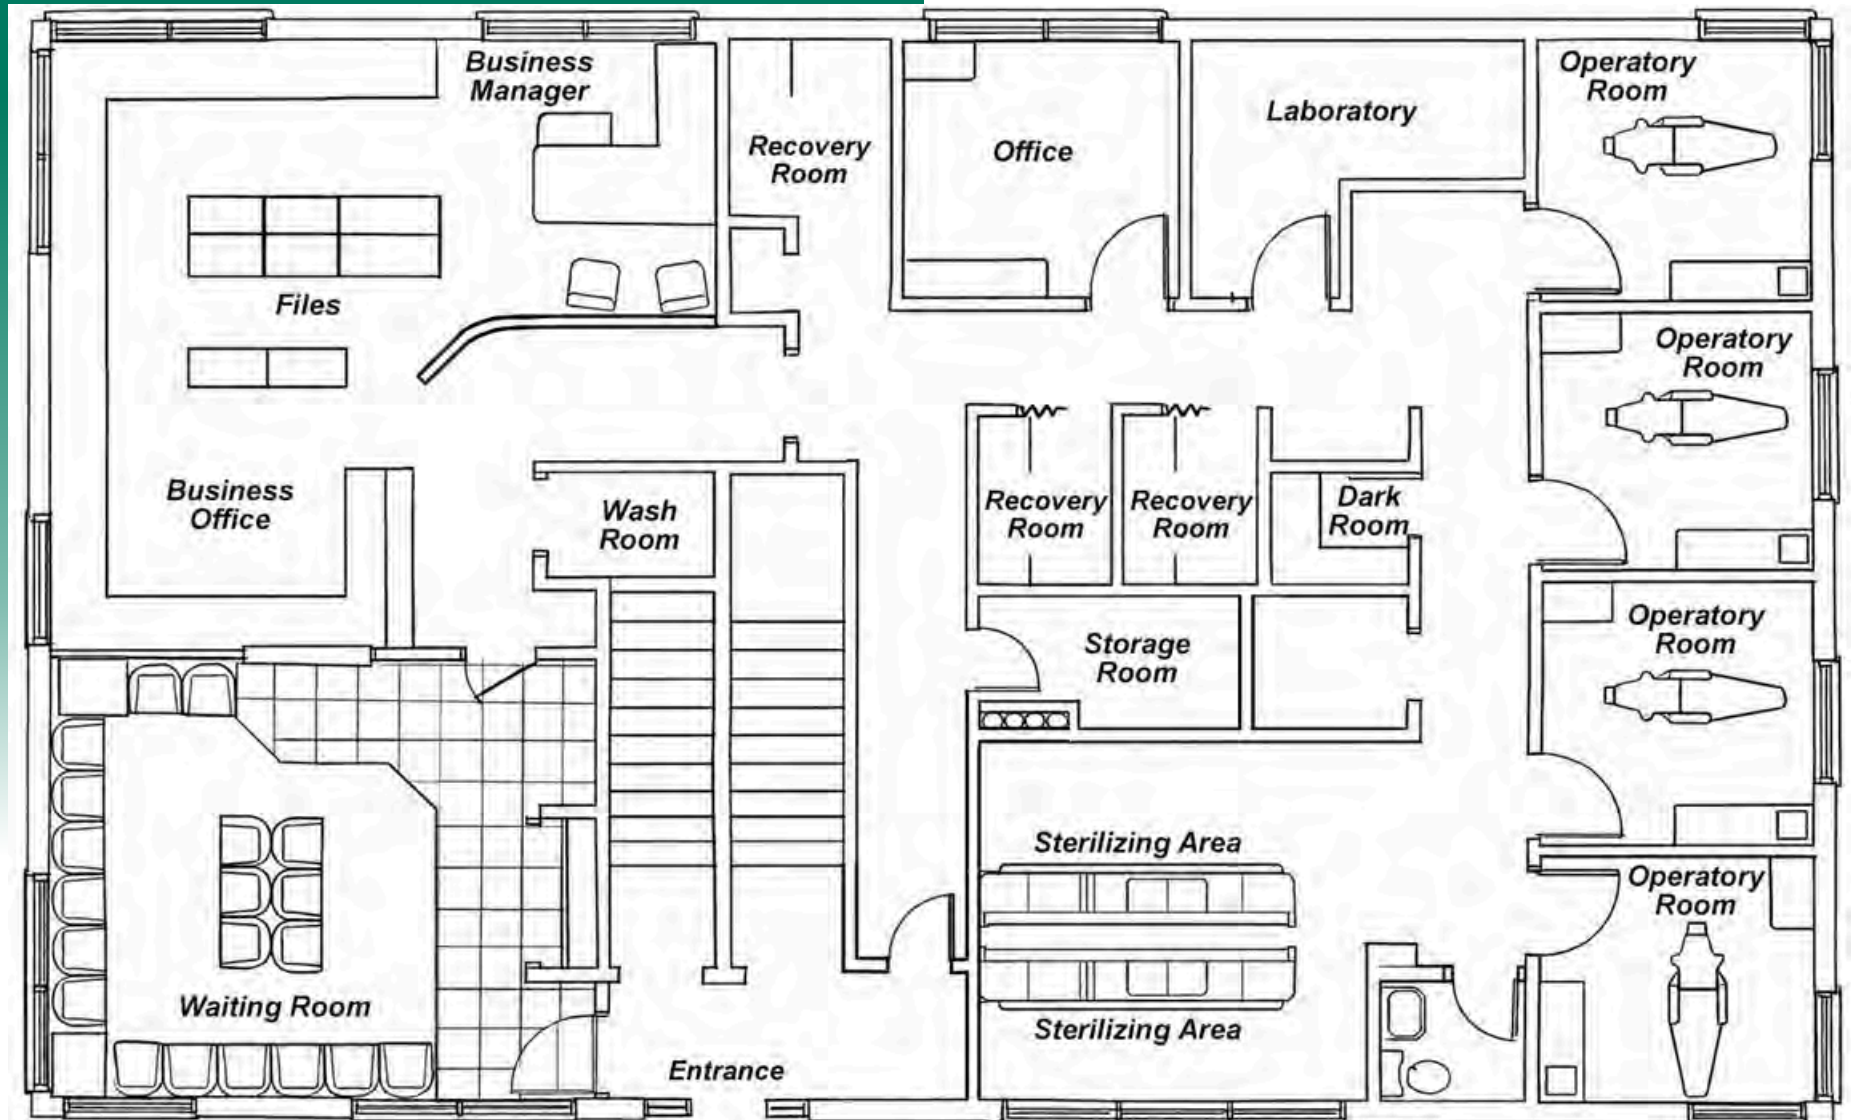 Business
Manager
Recovery
Room
Office
Laboratory
Operatory
Room
Files
Operatory
Room
Business
Office
Wash
Room
Recovery
Room
Recovery
Room
Dark
Room
Storage
Room
Operatory
Room
Sterilizing Area
Operatory
Room
Waiting Room
Sterilizing Area
Entrance